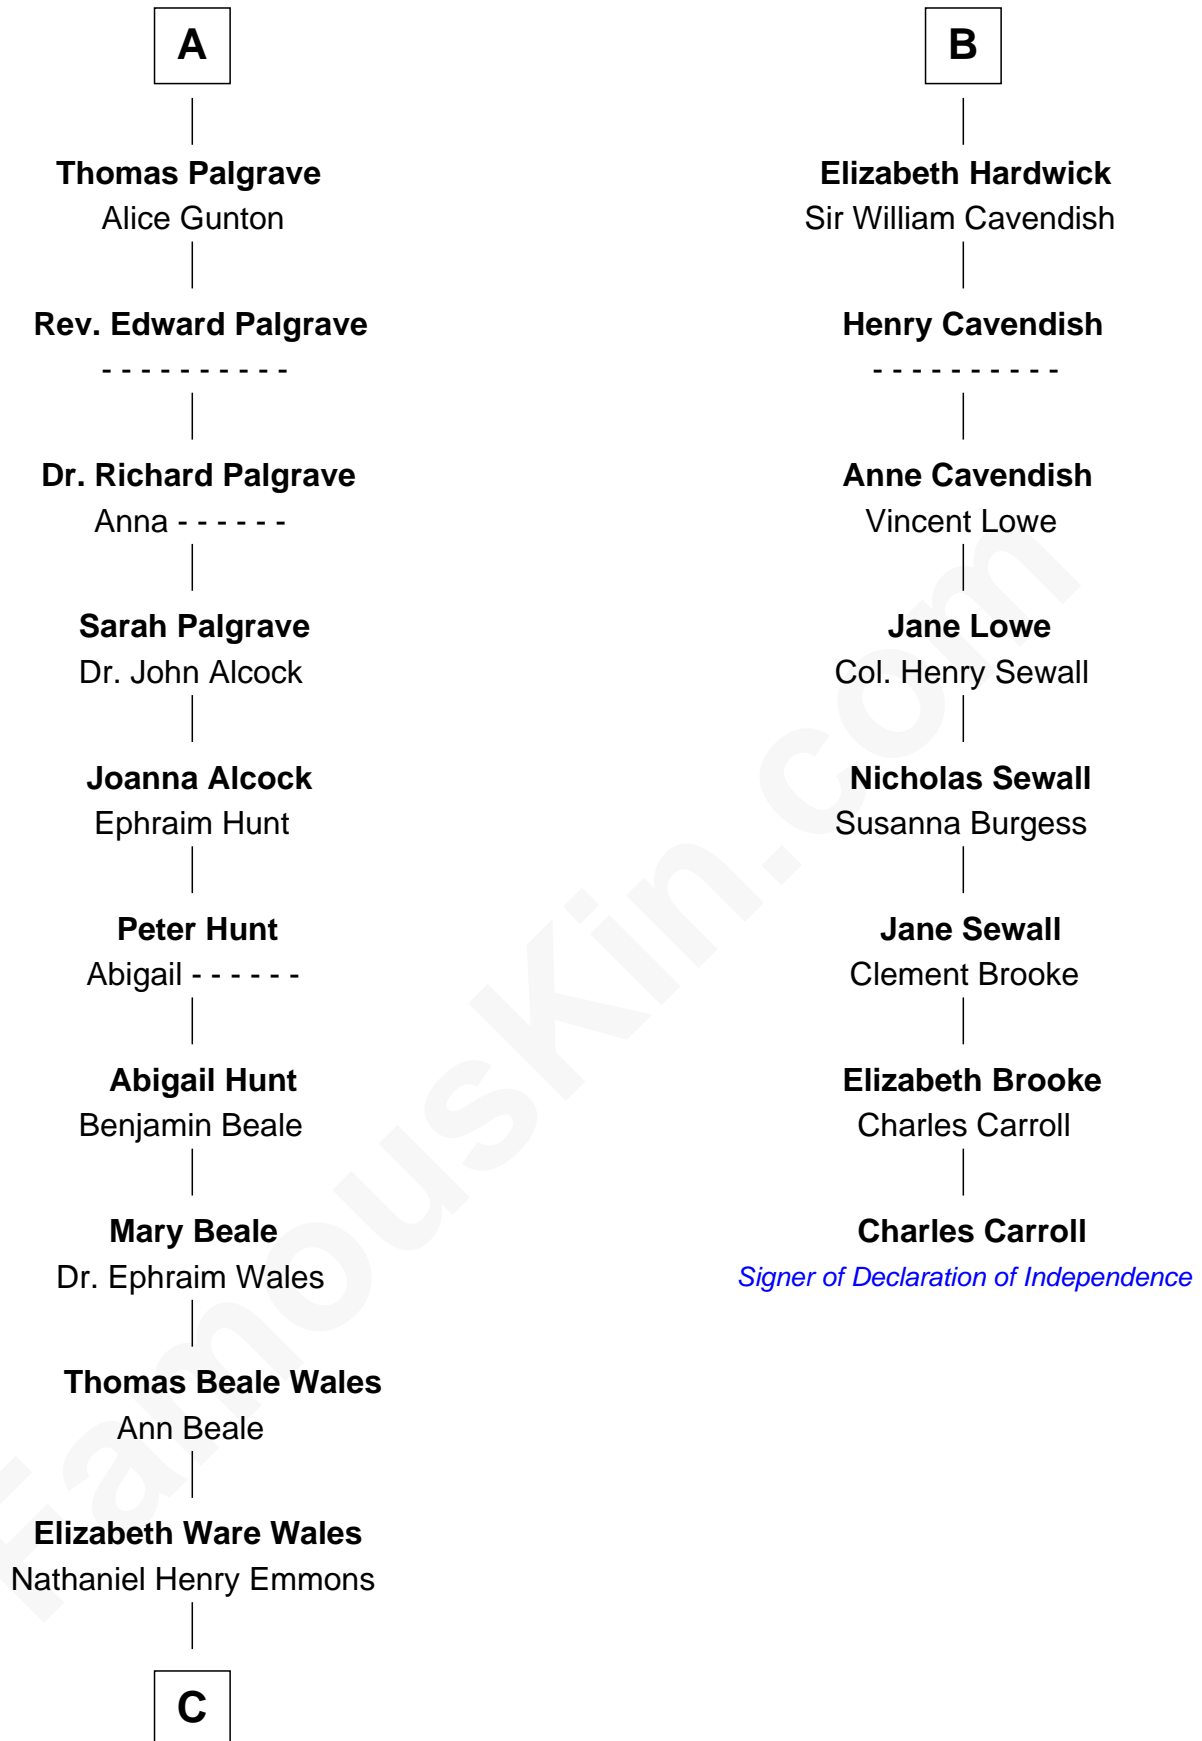 A
Thomas Palgrave
Alice Gunton
Rev. Edward Palgrave
- - - - - - - - - -
Dr. Richard Palgrave
Anna - - - - - -
Sarah Palgrave
Dr. John Alcock
Joanna Alcock
Ephraim Hunt
Peter Hunt
Abigail - - - - - -
Abigail Hunt
Benjamin Beale
Mary Beale
Dr. Ephraim Wales
Thomas Beale Wales
Ann Beale
Elizabeth Ware Wales
Nathaniel Henry Emmons
C
B
Elizabeth Hardwick
Sir William Cavendish
Henry Cavendish
- - - - - - - - - -
Anne Cavendish
Vincent Lowe
Jane Lowe
Col. Henry Sewall
Nicholas Sewall
Susanna Burgess
Jane Sewall
Clement Brooke
Elizabeth Brooke
Charles Carroll
Charles Carroll
Signer of Declaration of Independence
FamousKin.com